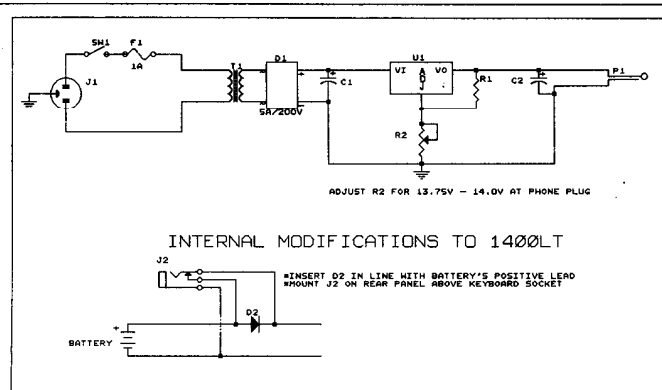 SW1 F1
1A
J1
T1
D1
5A/200V
+
C1
U1
VI ADJ VO
R1
R2
+
C2
P1
ADJUST R2 FOR 13.75V - 14.0V AT PHONE PLUG
INTERNAL MODIFICATIONS TO 1400LT
J2
*INSERT D2 IN LINE WITH BATTERY'S POSITIVE LEAD
*MOUNT J2 ON REAR PANEL ABOVE KEYBOARD SOCKET
D2
+
BATTERY